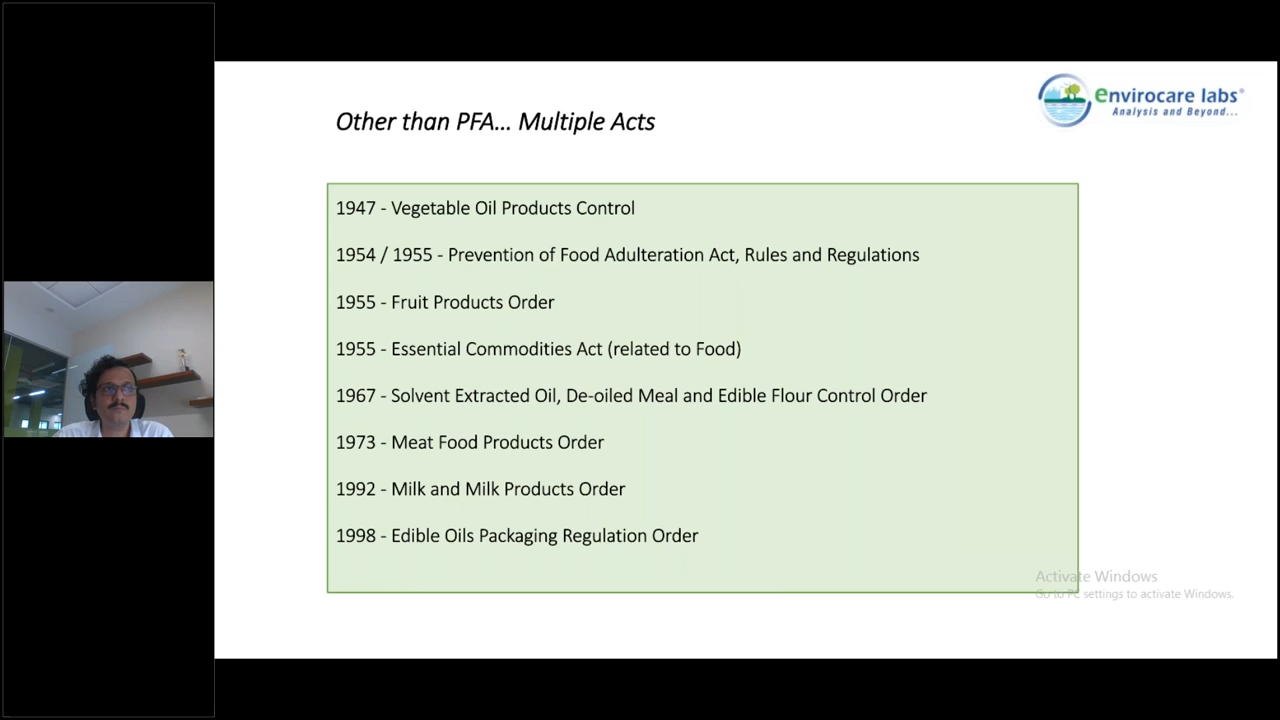 envirocare labs®
Analysis and Beyond...
Other than PFA... Multiple Acts
1947 - Vegetable Oil Products Control
1954 / 1955 - Prevention of Food Adulteration Act, Rules and Regulations
1955 - Fruit Products Order
1955 - Essential Commodities Act (related to Food)
1967 - Solvent Extracted Oil, De-oiled Meal and Edible Flour Control Order
1973 - Meat Food Products Order
1992 - Milk and Milk Products Order
1998 - Edible Oils Packaging Regulation Order
Activate Windows
Go to PC settings to activate Windows.